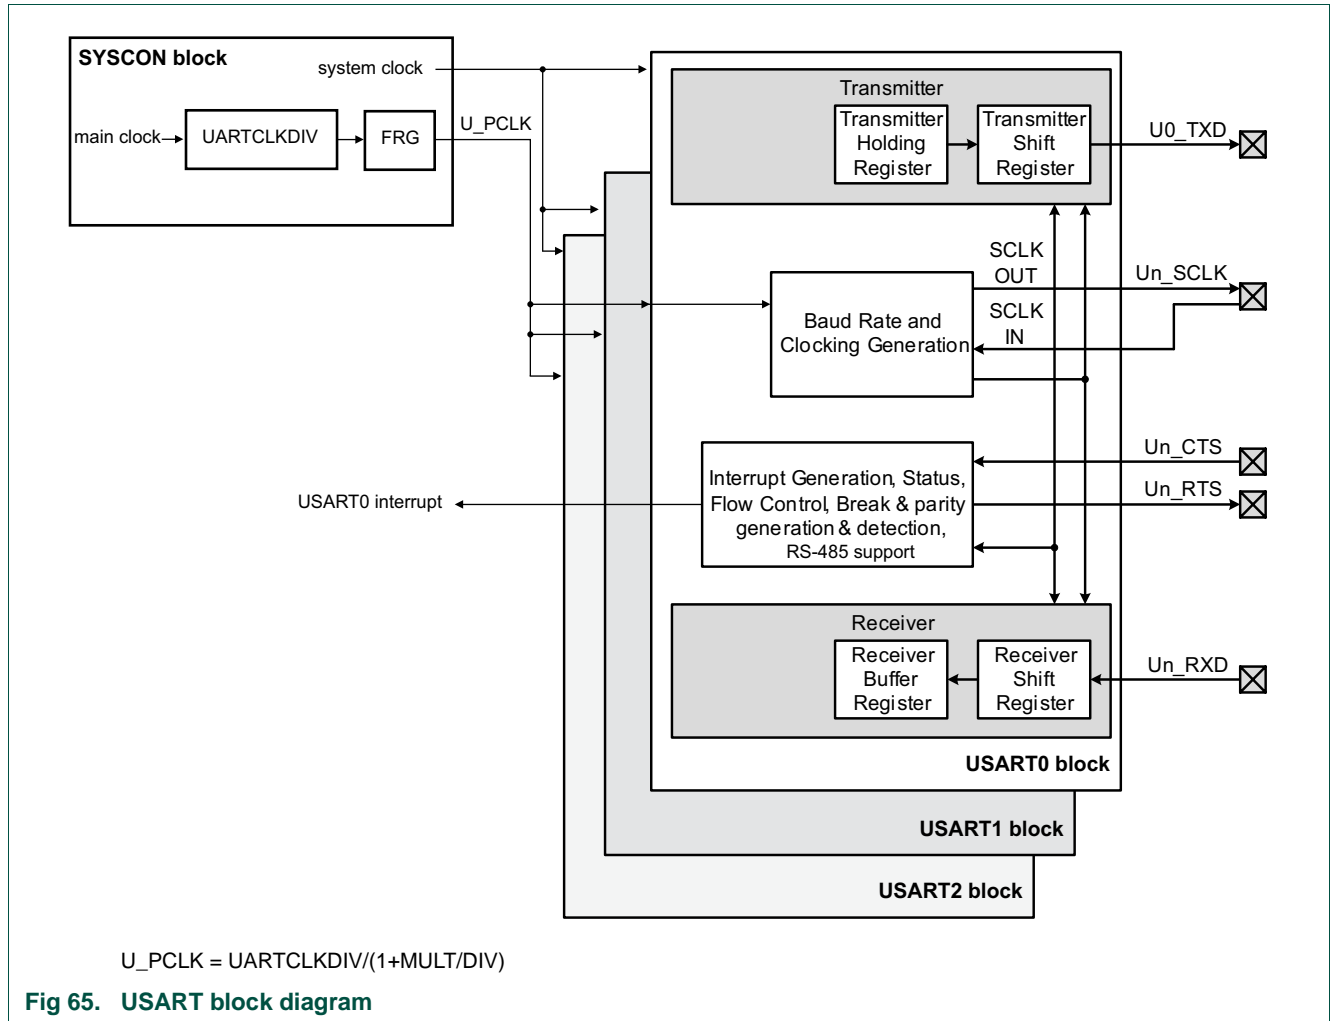 SYSCON block
system clock
main clock
UARTCLKDIV
FRG
U_PCLK
Transmitter
Transmitter
Holding
Register
Transmitter
Shift
Register
U0_TXD
SCLK
OUT
Un_SCLK
SCLK
IN
Baud Rate and
Clocking Generation
Un_CTS
Un_RTS
Interrupt Generation, Status,
Flow Control, Break & parity
generation & detection,
RS-485 support
USART0 interrupt
Receiver
Receiver
Buffer
Register
Receiver
Shift
Register
Un_RXD
USART0 block
USART1 block
USART2 block
U_PCLK = UARTCLKDIV/(1+MULT/DIV)
Fig 65. USART block diagram